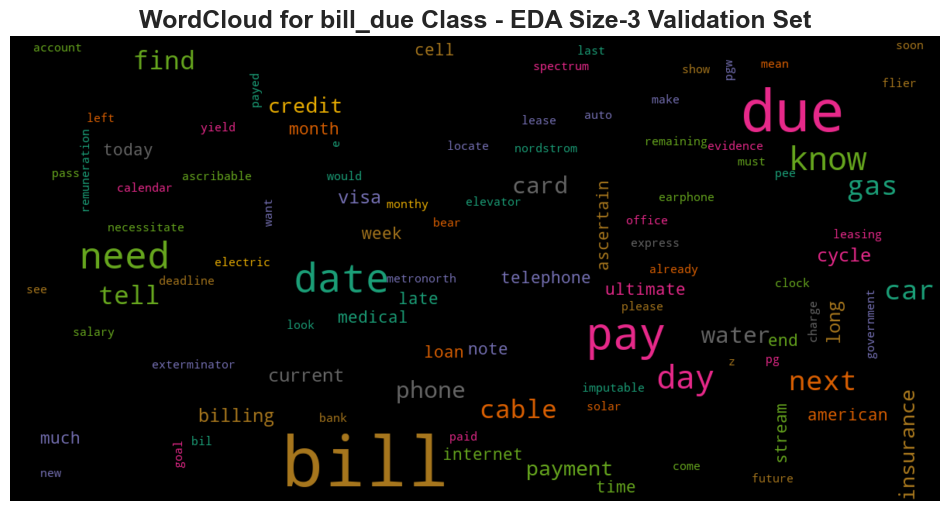 WordCloud for bill_due Class - EDA Size-3 Validation Set
account
find
cell
last
soon
spectrum
show
pgw
mean
flier
payed
credit
make
due
left
yield
month
lease
auto
remuneration
today
e
locate
nordstrom
remaining
evidence
know
must
pass
calendar
ascribable
would
visa
monthy
elevator
card
pee
gas
earphone
necessitate
want
week
bear
ascertain
office
express
leasing
need
electric
deadline
date
metronorth
telephone
already
cycle
see
tell
late
ultimate
please
clock
car
salary
look
medical
pay
water
end
charge
long
government
exterminator
loan
note
z
pg
current
phone
imputable
day
next
billing
bank
cable
solar
american
much
bil
goal
bill
paid
internet
payment
stream
insurance
new
come
time
future